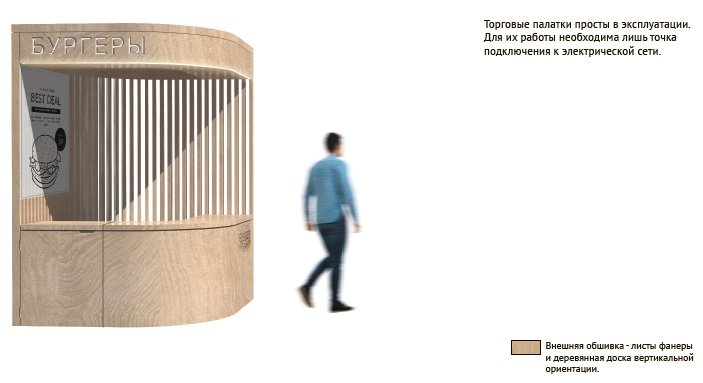 БУРГЕРЫ
BEST DEAL
Торговые палатки просты в эксплуатации.
Для их работы необходима лишь точка
подключения к электрической сети.
Внешняя обшивка - листы фанеры
и деревянная доска вертикальной
ориентации.